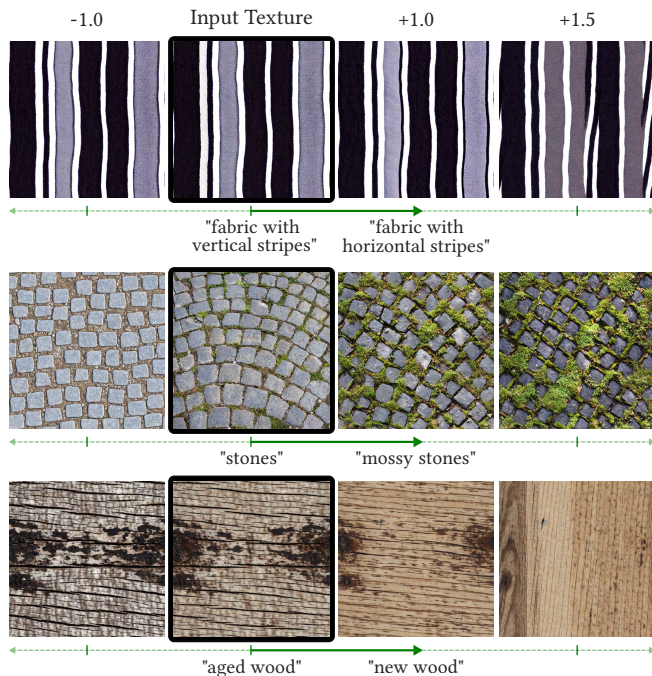 -1.0 Input Texture +1.0 +1.5
"fabric with "fabric with
vertical stripes" horizontal stripes"
"stones" "mossy stones"
"aged wood" "new wood"